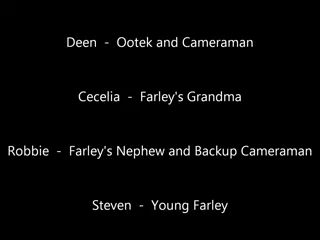 Deen  -  Ootek and Cameraman
Cecelia  -  Farley's Grandma
Robbie  -  Farley's Nephew and Backup Cameraman
Steven  -  Young Farley